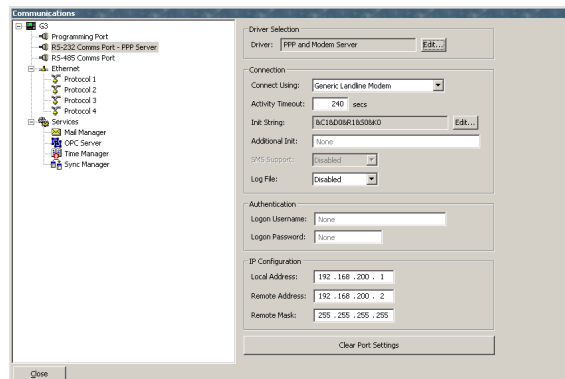 Communications
G3
Programming Port
RS-232 Comms Port - PPP Server
RS-485 Comms Port
Ethernet
Protocol 1
Protocol 2
Protocol 3
Protocol 4
Services
Mail Manager
OPC Server
Time Manager
Sync Manager
Driver Selection
Driver: PPP and Modem Server Edit...
Connection
Connect Using: Generic Landline Modem
Activity Timeout: 240 secs
Init String: &C1&D0&R1&S0&K0 Edit...
Additional Init: None
SMS Support: Disabled
Log File: Disabled
Authentication
Logon Username: None
Logon Password: None
IP Configuration
Local Address: 192 . 168 . 200 . 1
Remote Address: 192 . 168 . 200 . 2
Remote Mask: 255 . 255 . 255 . 255
Clear Port Settings
Close